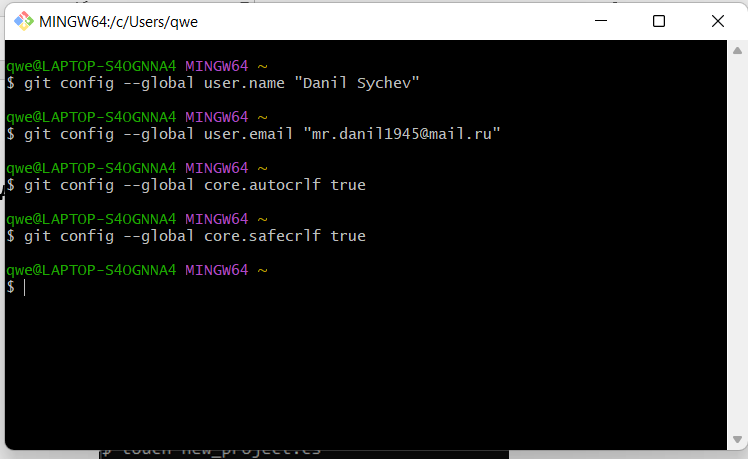 MINGW64:/c/Users/qwe
qwe@LAPTOP-S4OGNNA4 MINGW64 ~
$ git config --global user.name "Danil Sychev"
qwe@LAPTOP-S4OGNNA4 MINGW64 ~
$ git config --global user.email "mr.danil1945@mail.ru"
qwe@LAPTOP-S4OGNNA4 MINGW64 ~
$ git config --global core.autocrlf true
qwe@LAPTOP-S4OGNNA4 MINGW64 ~
$ git config --global core.safecrlf true
qwe@LAPTOP-S4OGNNA4 MINGW64 ~
$
$ touch new_project.cs